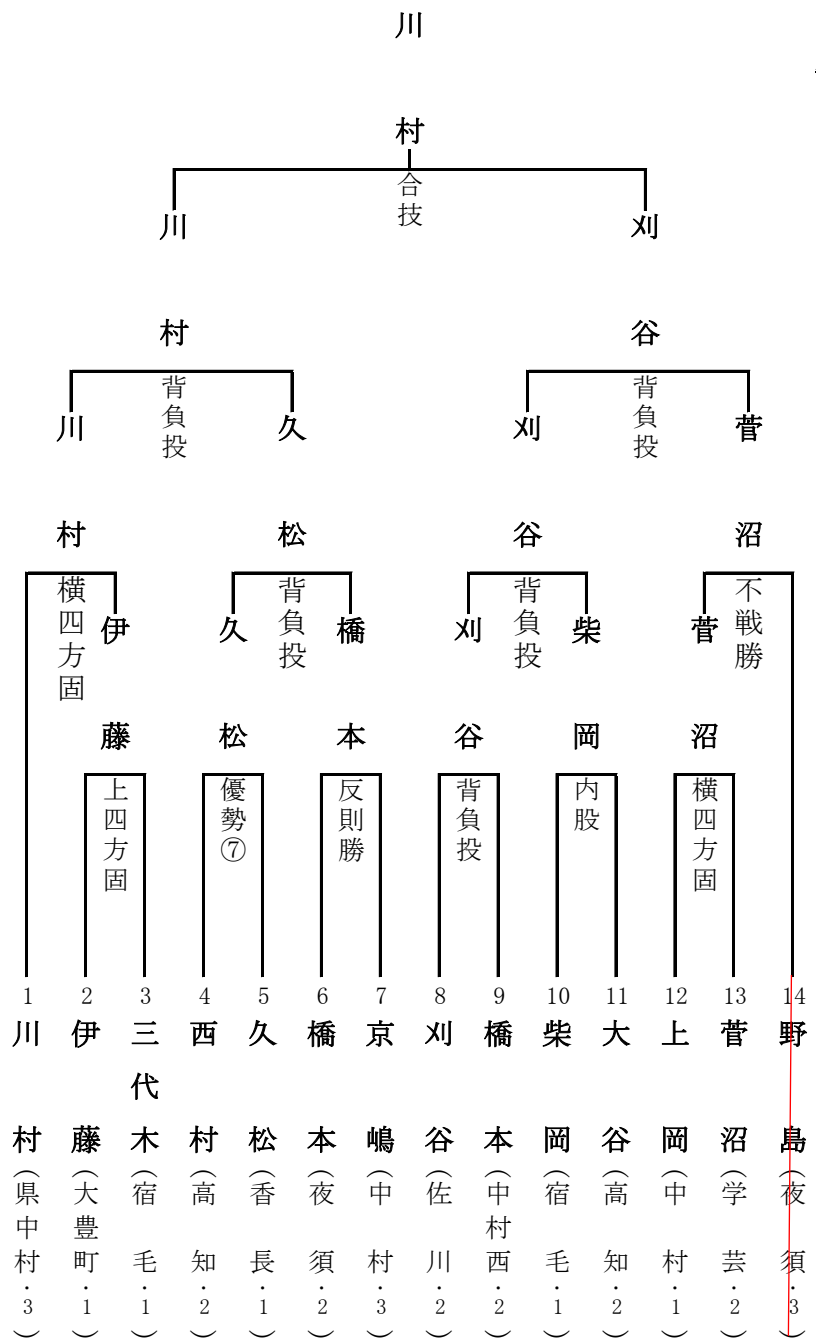 川村
合技
川村
刈谷
背負投
背負投
川村
久松
刈谷
菅沼
横四方固
背負投
背負投
不戦勝
伊藤
久松
橋本
刈谷
柴岡
菅沼
上四方固
優勢⑦
反則勝
背負投
内股
横四方固
1 川村(県中村・3)
2 伊藤(大豊町・1)
3 三代木(宿毛・1)
4 西村(高知・2)
5 久松(香長・1)
6 橋本(夜須・2)
7 京嶋(中村・3)
8 刈谷(佐川・2)
9 橋本(中村西・2)
10 柴岡(宿毛・1)
11 大谷(高知・2)
12 上岡(中村・1)
13 菅沼(学芸・2)
14 野島(夜須・3)